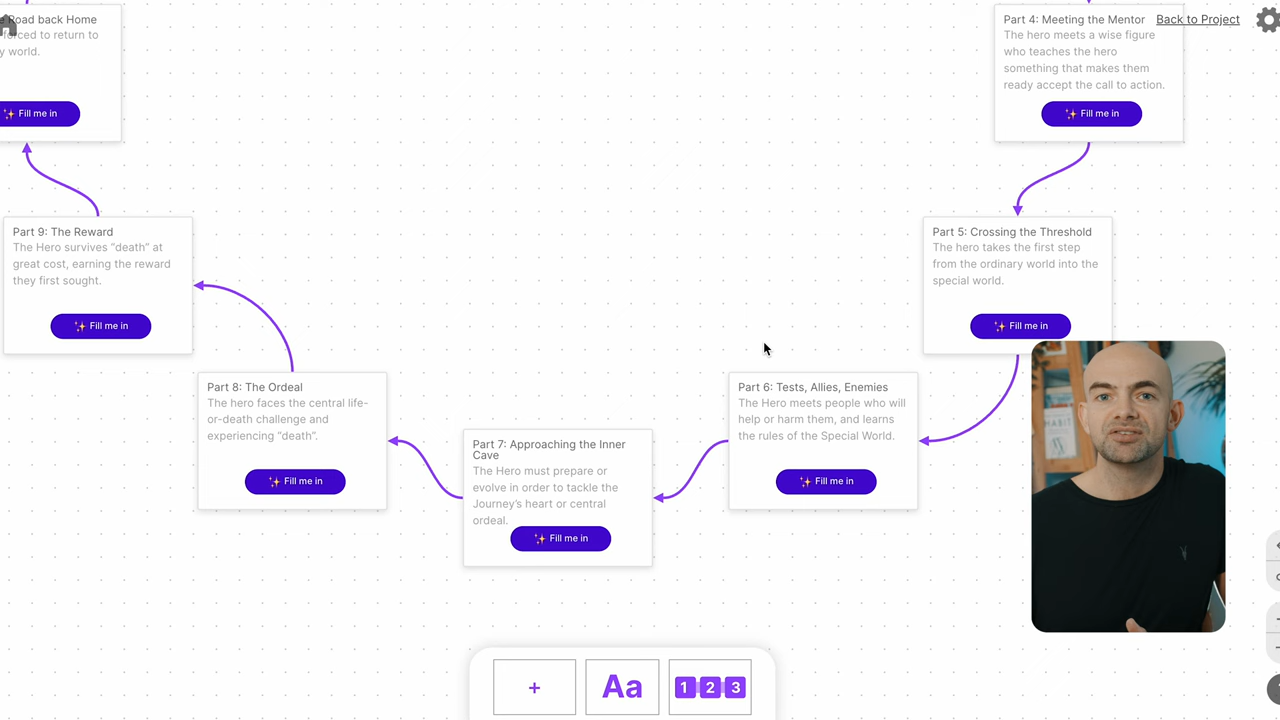 e Road back Home
forced to return to
y world.
✨ Fill me in
Part 4: Meeting the Mentor
Back to Project
The hero meets a wise figure
who teaches the hero
something that makes them
ready accept the call to action.
✨ Fill me in
Part 9: The Reward
The Hero survives “death” at
great cost, earning the reward
they first sought.
✨ Fill me in
Part 5: Crossing the Threshold
The hero takes the first step
from the ordinary world into the
special world.
✨ Fill me in
Part 8: The Ordeal
The hero faces the central life-
or-death challenge and
experiencing “death”.
✨ Fill me in
Part 7: Approaching the Inner
Cave
The Hero must prepare or
evolve in order to tackle the
Journey’s heart or central
ordeal.
✨ Fill me in
Part 6: Tests, Allies, Enemies
The Hero meets people who will
help or harm them, and learns
the rules of the Special World.
✨ Fill me in
HABIT
+
Aa
1 2 3